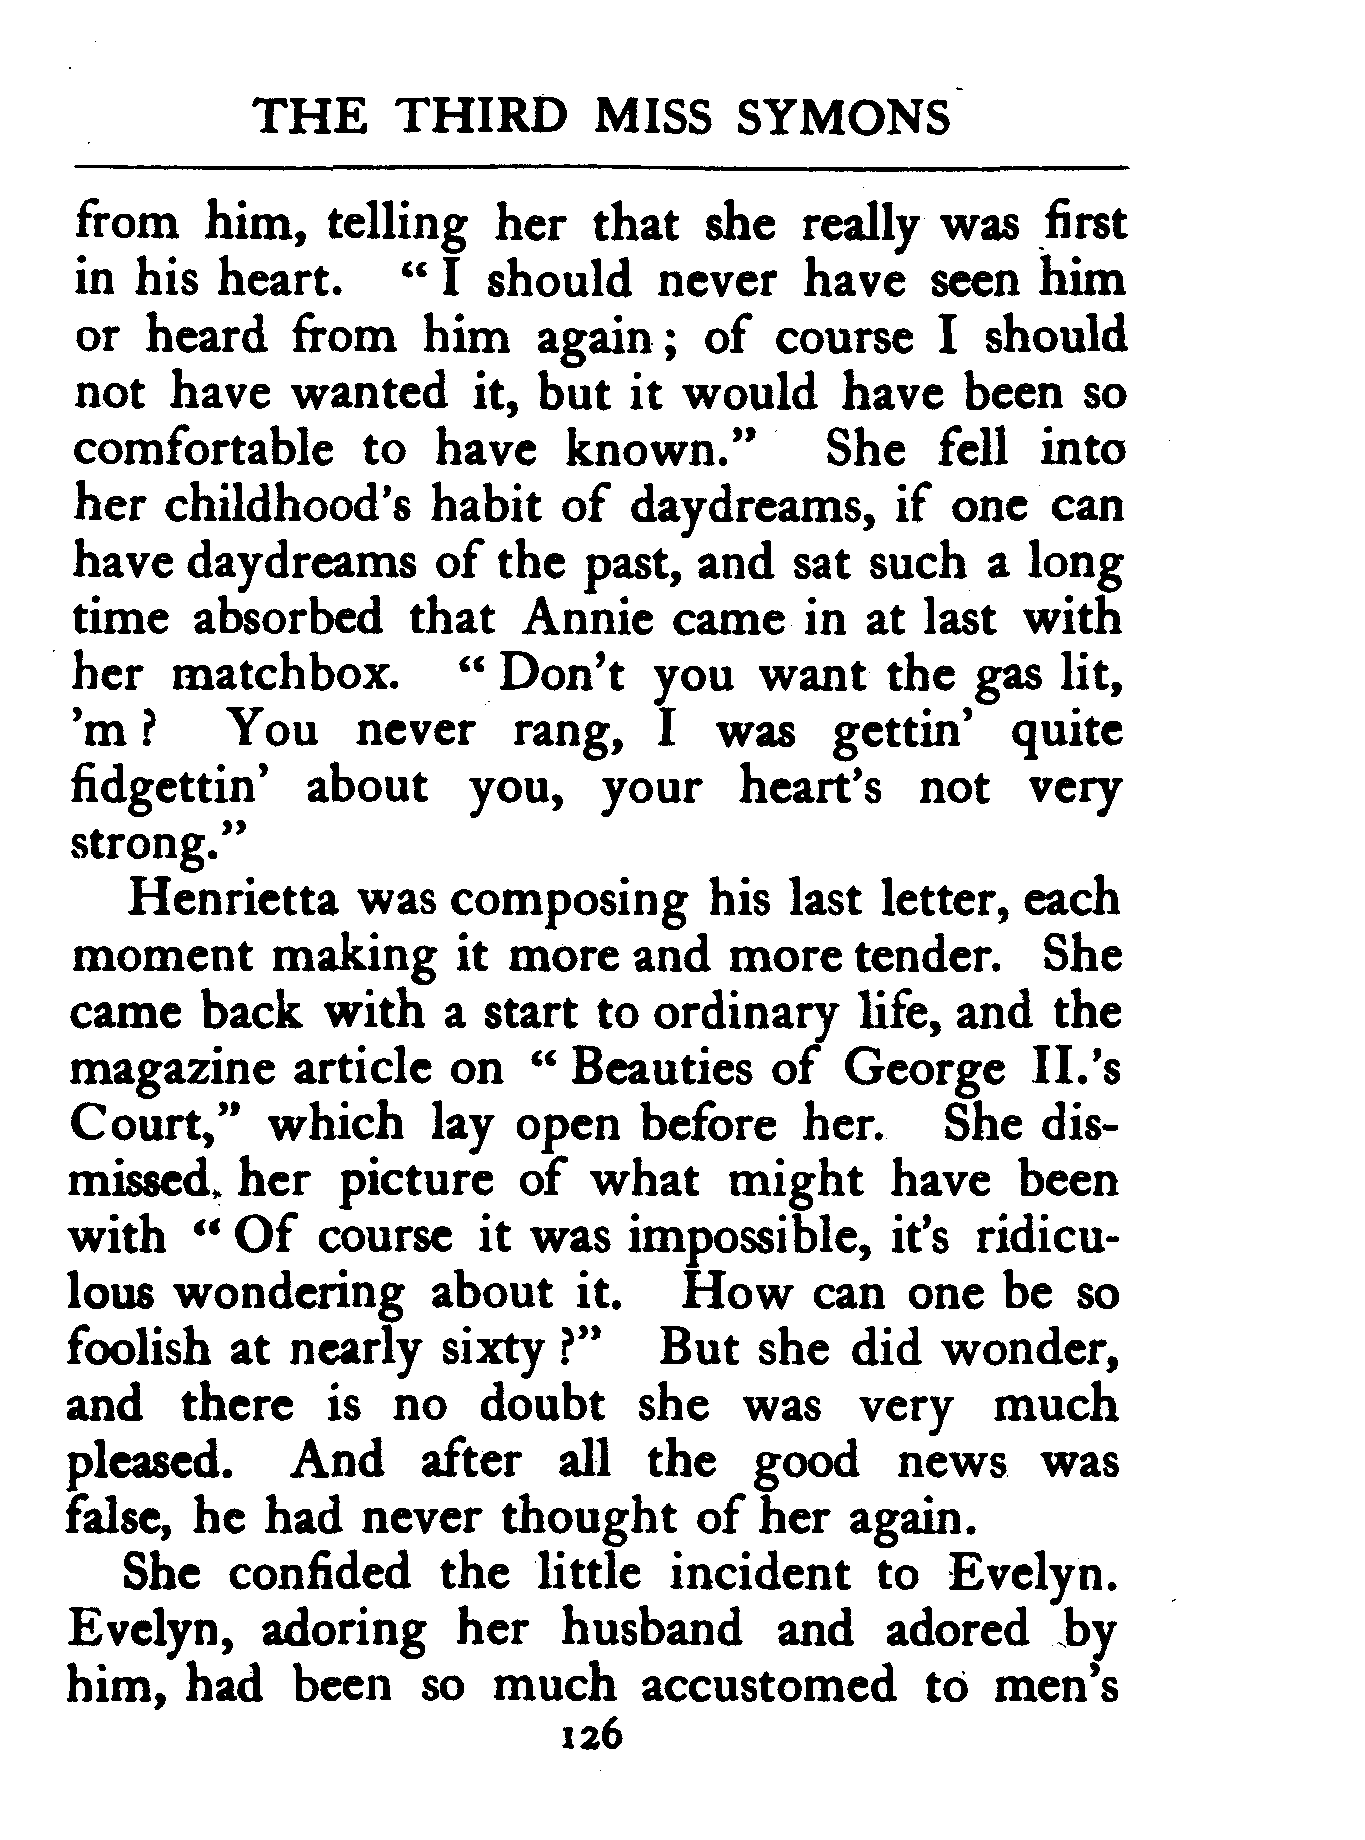 THE THIRD MISS SYMONS
from him, telling her that she really was first
in his heart. “ I should never have seen him
or heard from him again ; of course I should
not have wanted it, but it would have been so
comfortable to have known.” She fell into
her childhood’s habit of daydreams, if one can
have daydreams of the past, and sat such a long
time absorbed that Annie came in at last with
her matchbox. “ Don’t you want the gas lit,
’m ? You never rang, I was gettin’ quite
fidgettin’ about you, your heart’s not very
strong.”
Henrietta was composing his last letter, each
moment making it more and more tender. She
came back with a start to ordinary life, and the
magazine article on “ Beauties of George II.’s
Court,” which lay open before her. She dis-
missed, her picture of what might have been
with “ Of course it was impossible, it’s ridicu-
lous wondering about it. How can one be so
foolish at nearly sixty ?” But she did wonder,
and there is no doubt she was very much
pleased. And after all the good news was
false, he had never thought of her again.
She confided the little incident to Evelyn.
Evelyn, adoring her husband and adored by
him, had been so much accustomed to men’s
126